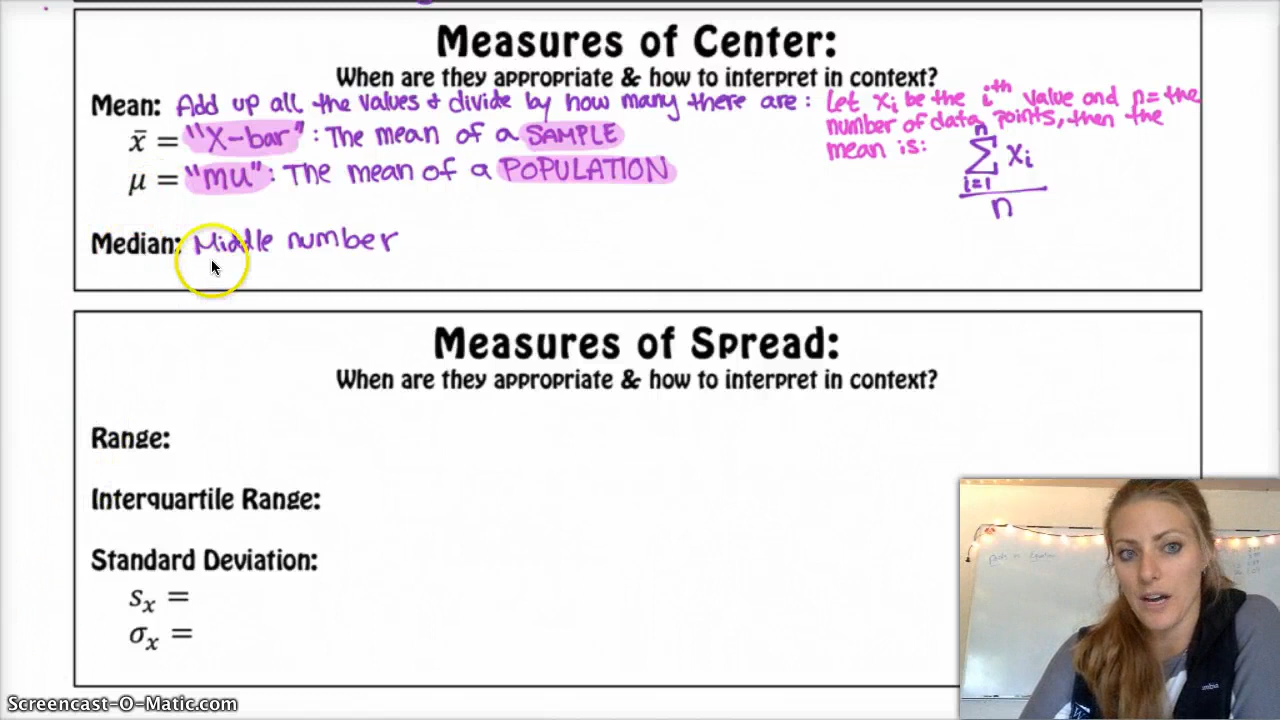 Measures of Center:
When are they appropriate & how to interpret in context?
Mean: Add up all the values & divide by how many there are:
Let xᵢ be the iᵗʰ value and n= the
number of data points, then the
mean is:
n
Σ xᵢ
i=1
n
x̄ = "X-bar": The mean of a SAMPLE
μ = "mu": The mean of a POPULATION
Median: Middle number
Measures of Spread:
When are they appropriate & how to interpret in context?
Range:
Interquartile Range:
Standard Deviation:
sₓ =
σₓ =
Screencast-O-Matic.com